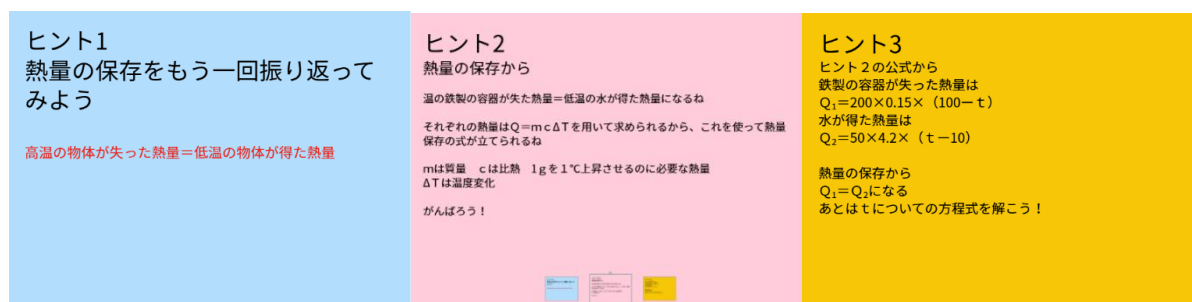 ヒント1
熱量の保存をもう一回振り返って
みよう
高温の物体が失った熱量＝低温の物体が得た熱量
ヒント2
熱量の保存から
温の鉄製の容器が失た熱量＝低温の水が得た熱量になるね
それぞれの熱量はＱ＝ｍｃΔＴを用いて求められるから、これを使って熱量
保存の式が立てられるね
ｍは質量　ｃは比熱　1ｇを1℃上昇させるのに必要な熱量
ΔＴは温度変化
がんばろう！
ヒント3
ヒント２の公式から
鉄製の容器が失った熱量は
Q₁＝200×0.15×（100ーｔ）
水が得た熱量は
Q₂＝50×4.2×（ｔー10）
熱量の保存から
Q₁＝Q₂になる
あとはｔについての方程式を解こう！